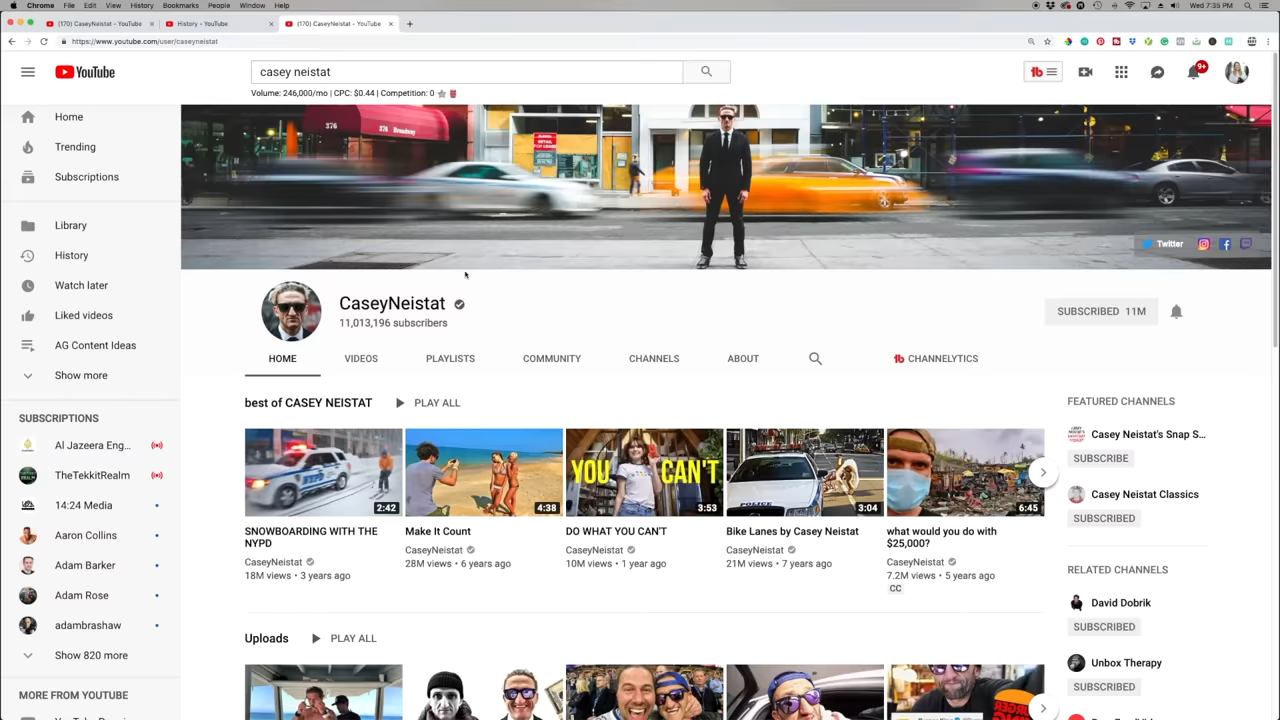 Chrome File Edit View History Bookmarks People Window Help
Wed 7:35 PM
(170) CaseyNeistat - YouTube
History - YouTube
(170) CaseyNeistat - YouTube
https://www.youtube.com/user/caseyneistat
YouTube
casey neistat
9+
Volume: 246,000/mo | CPC: $0.44 | Competition: 0
Home
Trending
Subscriptions
Library
History
Watch later
Liked videos
AG Content Ideas
Show more
SUBSCRIPTIONS
Al Jazeera Eng...
TheTekkitRealm
14:24 Media
Aaron Collins
Adam Barker
Adam Rose
adambrashaw
Show 820 more
MORE FROM YOUTUBE
376 Broadway 376
Twitter
CaseyNeistat
11,013,196 subscribers
SUBSCRIBED 11M
HOME VIDEOS PLAYLISTS COMMUNITY CHANNELS ABOUT
tb CHANNELYTICS
best of CASEY NEISTAT PLAY ALL
2:42
SNOWBOARDING WITH THE
NYPD
CaseyNeistat
18M views • 3 years ago
4:38
Make It Count
CaseyNeistat
28M views • 6 years ago
YOU CAN'T
3:53
DO WHAT YOU CAN'T
CaseyNeistat
10M views • 1 year ago
POLICE
3:04
Bike Lanes by Casey Neistat
CaseyNeistat
21M views • 7 years ago
6:45
what would you do with
$25,000?
CaseyNeistat
7.2M views • 5 years ago
CC
Uploads PLAY ALL
FEATURED CHANNELS
Casey Neistat's Snap S...
SUBSCRIBE
Casey Neistat Classics
SUBSCRIBED
RELATED CHANNELS
David Dobrik
SUBSCRIBED
Unbox Therapy
SUBSCRIBED